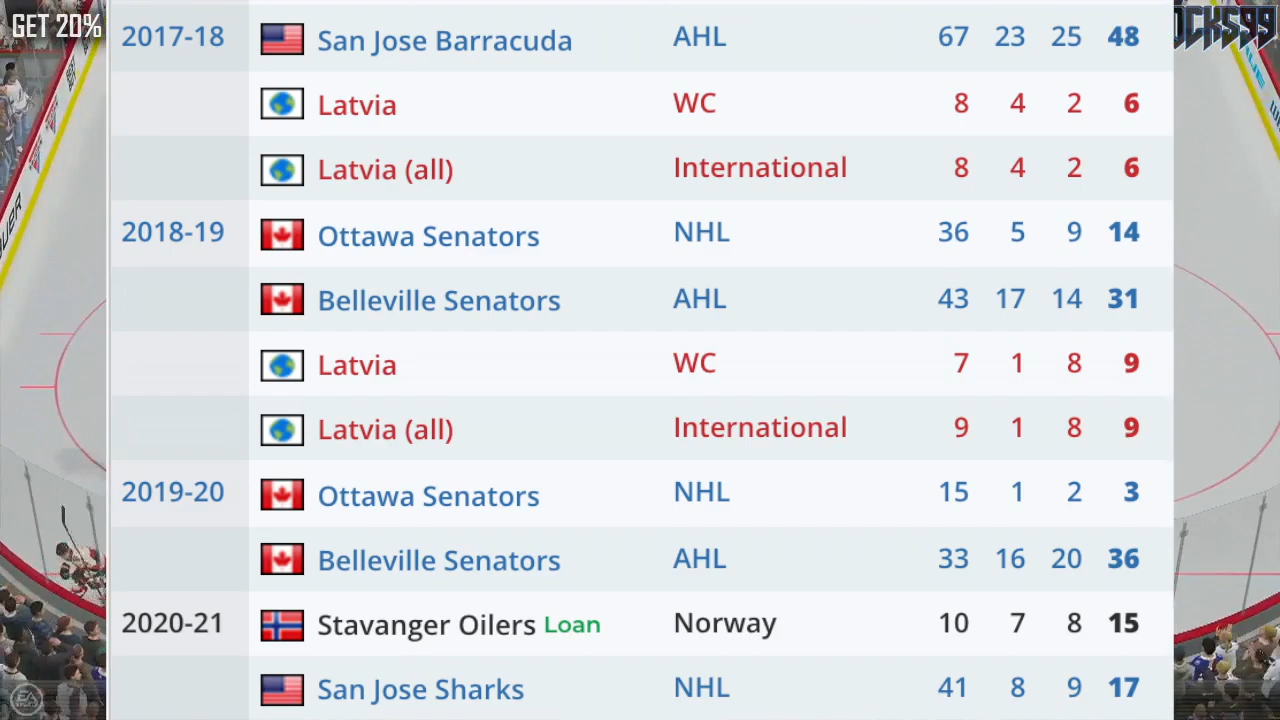 GET 20%
2017-18 San Jose Barracuda AHL 67 23 25 48
Latvia WC 8 4 2 6
Latvia (all) International 8 4 2 6
2018-19 Ottawa Senators NHL 36 5 9 14
Belleville Senators AHL 43 17 14 31
Latvia WC 7 1 8 9
Latvia (all) International 9 1 8 9
2019-20 Ottawa Senators NHL 15 1 2 3
Belleville Senators AHL 33 16 20 36
2020-21 Stavanger Oilers Loan Norway 10 7 8 15
San Jose Sharks NHL 41 8 9 17